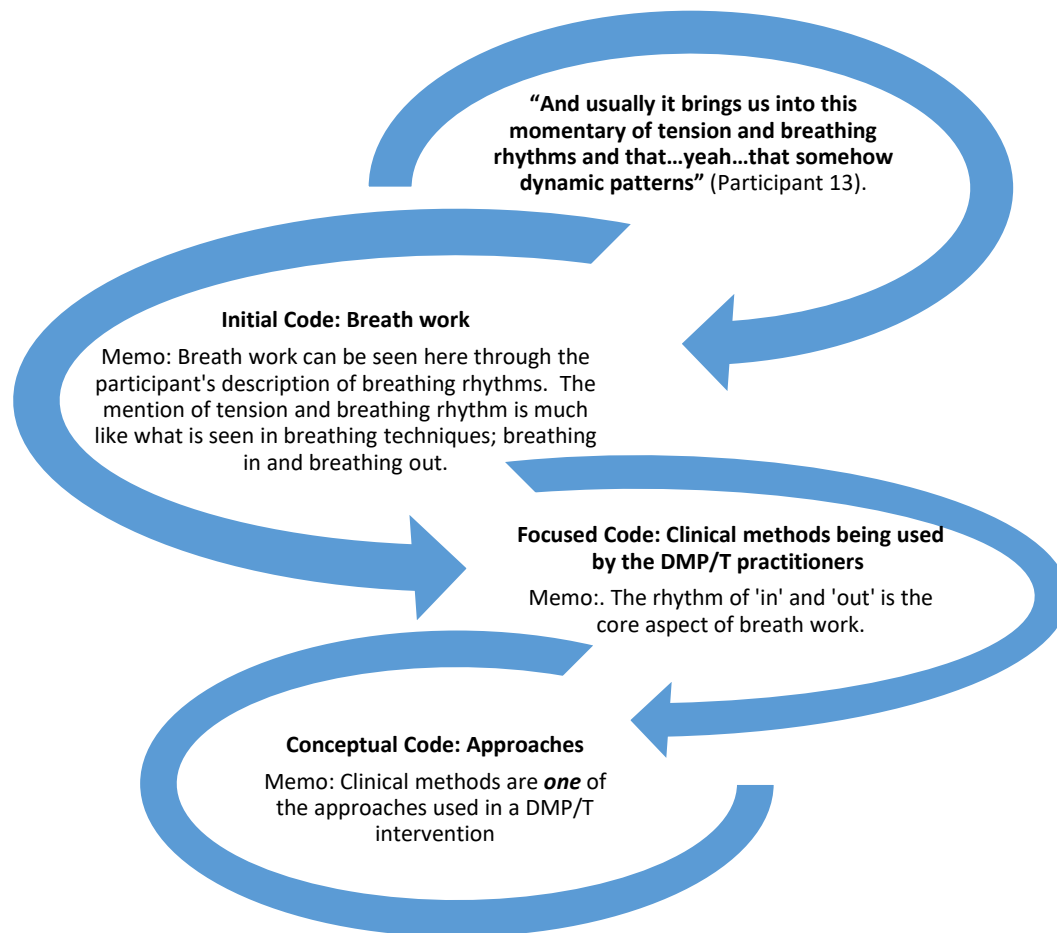 “And usually it brings us into this
momentary of tension and breathing
rhythms and that…yeah…that somehow
dynamic patterns” (Participant 13).
Initial Code: Breath work
Memo: Breath work can be seen here through the
participant's description of breathing rhythms.  The
mention of tension and breathing rhythm is much
like what is seen in breathing techniques; breathing
in and breathing out.
Focused Code: Clinical methods being used
by the DMP/T practitioners
Memo:. The rhythm of 'in' and 'out' is the
core aspect of breath work.
Conceptual Code: Approaches
Memo: Clinical methods are one of
the approaches used in a DMP/T
intervention